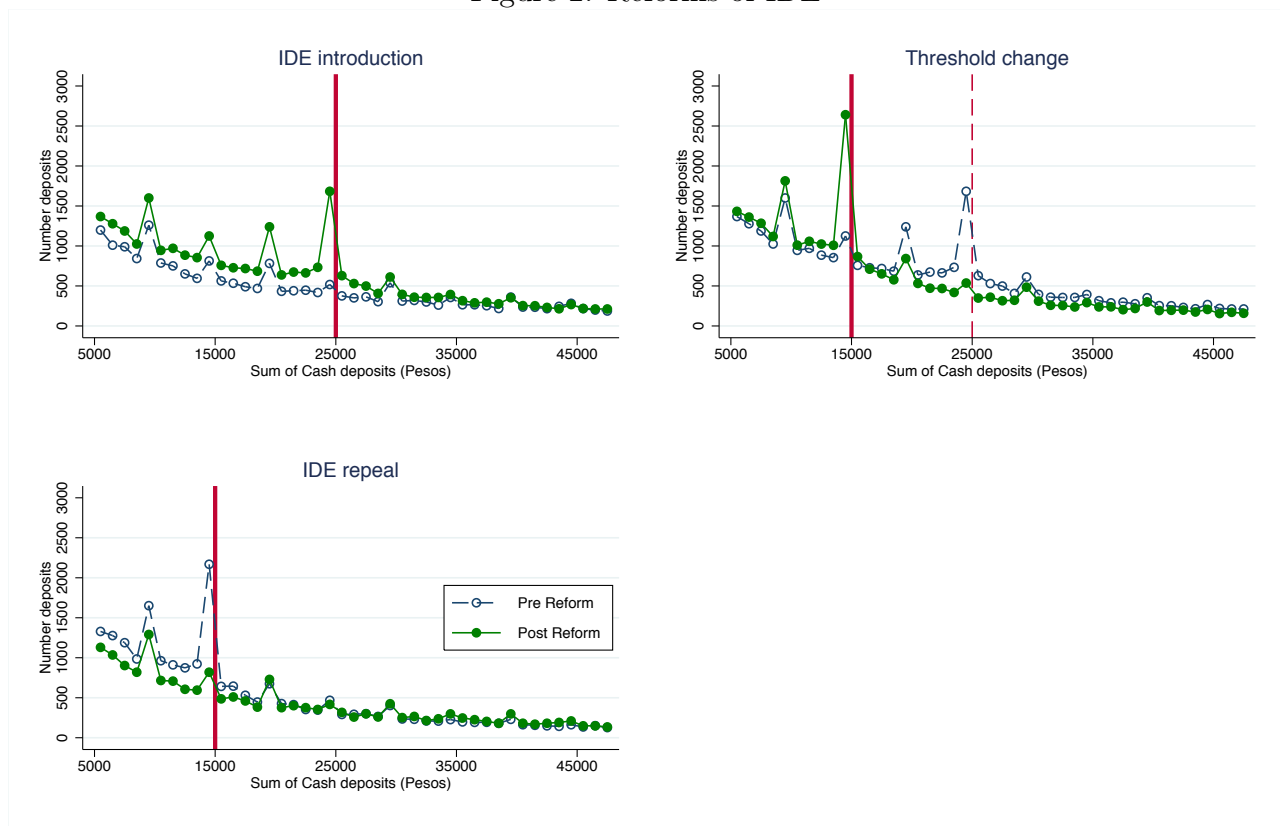 IDE introduction
3000
2500
2000
1500
1000
500
0
Number deposits
5000 15000 25000 35000 45000
Sum of Cash deposits (Pesos)
Threshold change
3000
2500
2000
1500
1000
500
0
Number deposits
5000 15000 25000 35000 45000
Sum of Cash deposits (Pesos)
IDE repeal
3000
2500
2000
1500
1000
500
0
Number deposits
5000 15000 25000 35000 45000
Sum of Cash deposits (Pesos)
Pre Reform
Post Reform